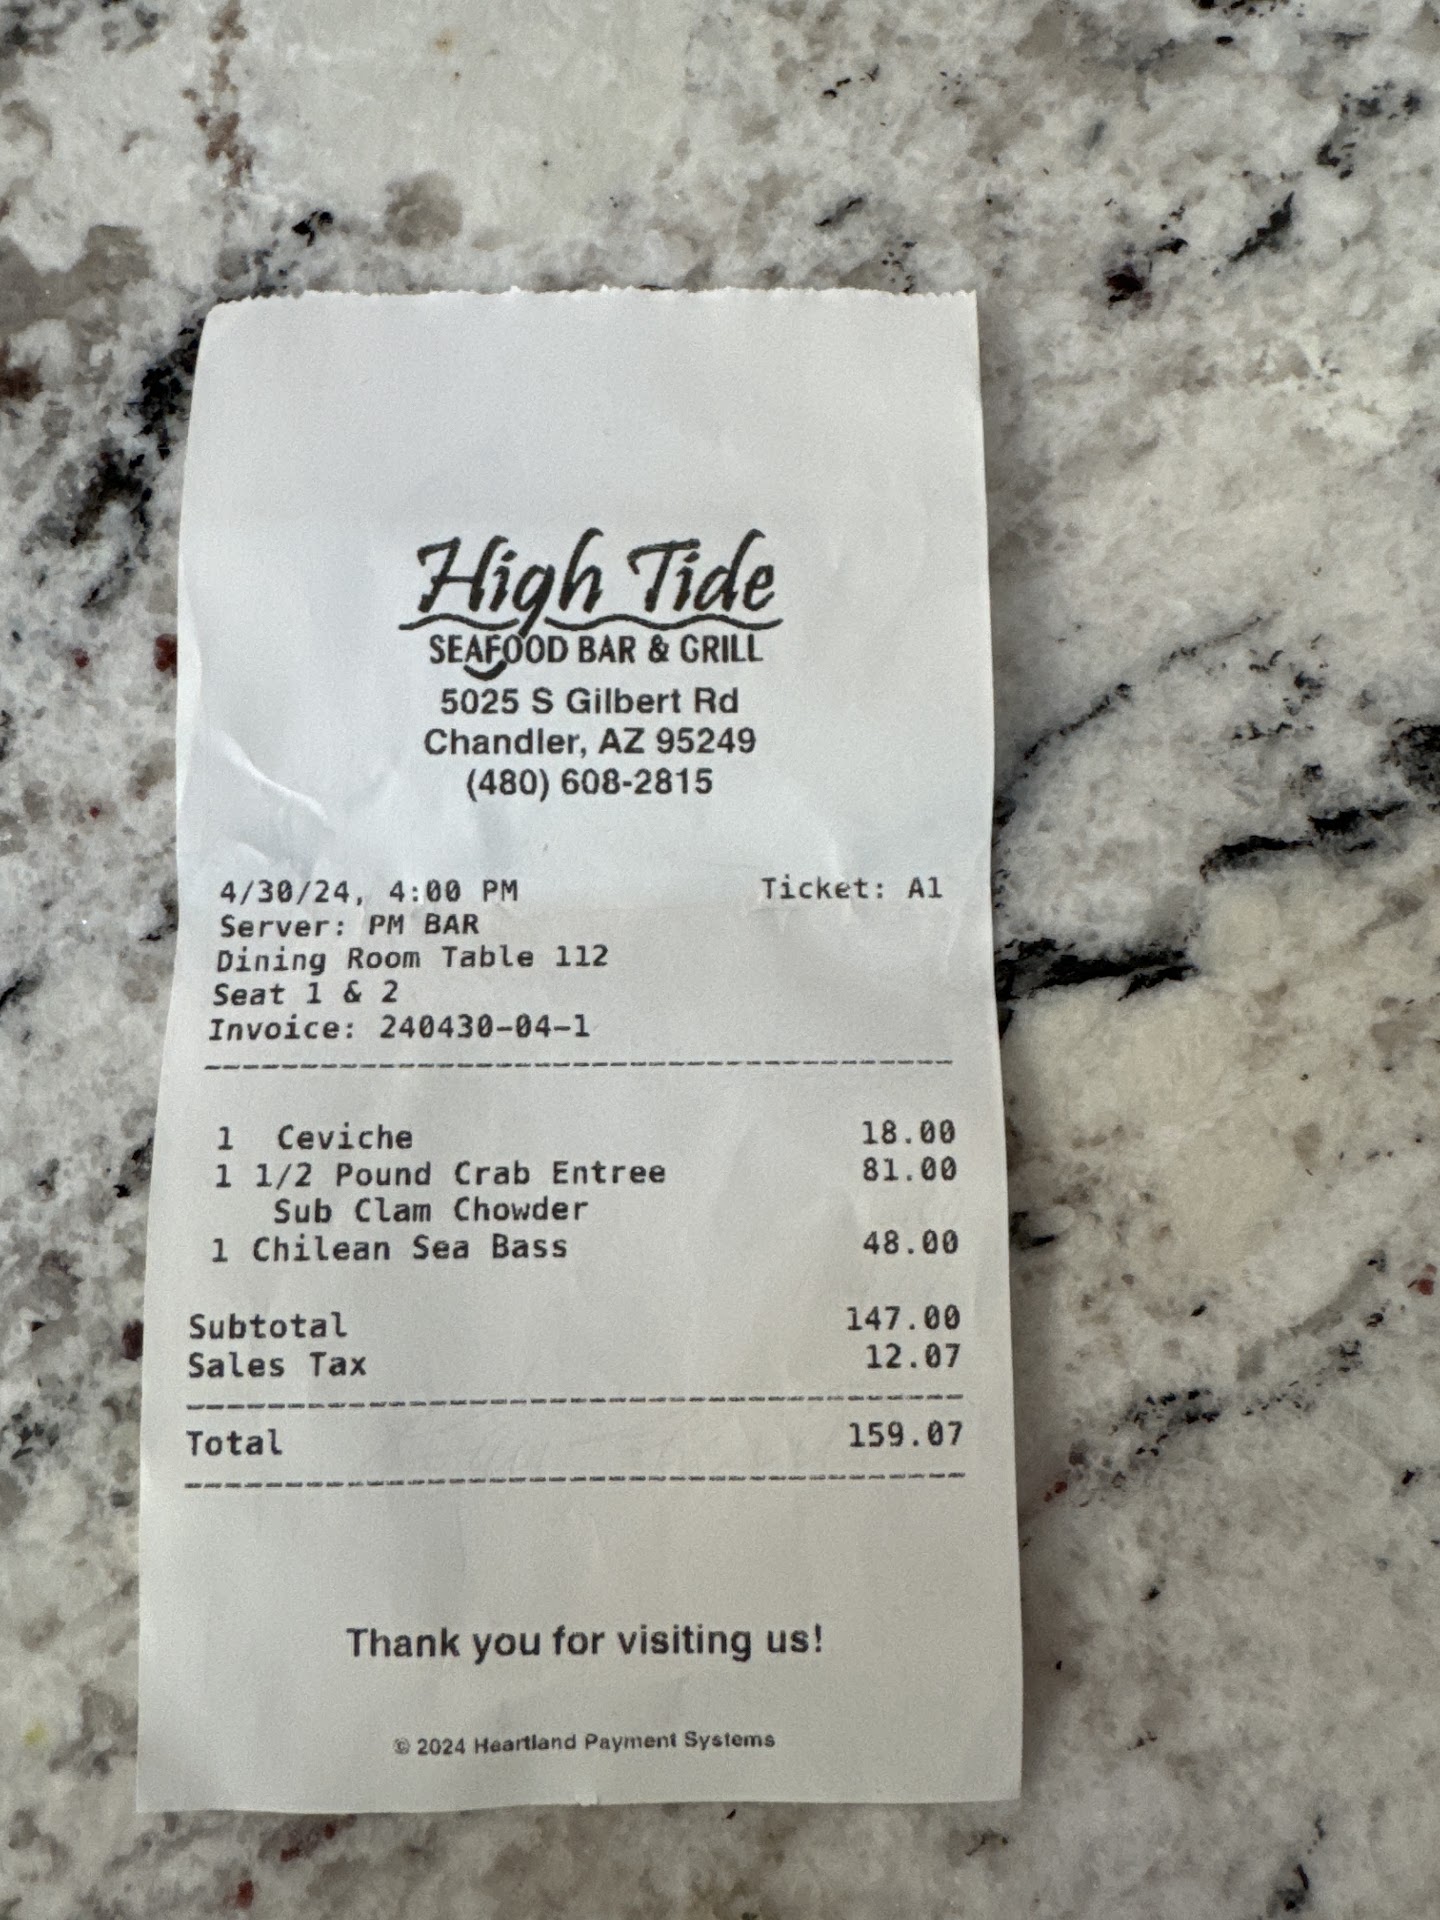 High Tide
SEAFOOD BAR & GRILL
5025 S Gilbert Rd
Chandler, AZ 95249
(480) 608-2815
4/30/24, 4:00 PM Ticket: A1
Server: PM BAR
Dining Room Table 112
Seat 1 & 2
Invoice: 240430-04-1
1 Ceviche 18.00
1 1/2 Pound Crab Entree 81.00
Sub Clam Chowder
1 Chilean Sea Bass 48.00
Subtotal 147.00
Sales Tax 12.07
Total 159.07
Thank you for visiting us!
© 2024 Heartland Payment Systems